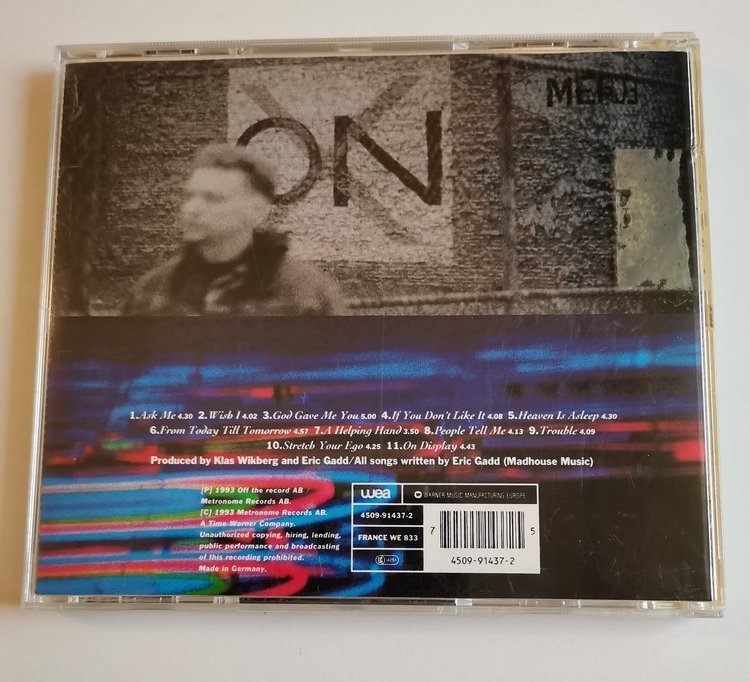 ON
1.Ask Me 4.30 2.Wish I 4.02 3.God Gave Me You 5.00 4.If You Don't Like It 4.08 5.Heaven Is Asleep 4.30
6.From Today Till Tomorrow 4.57 7.A Helping Hand 3.50 8.People Tell Me 4.13 9.Trouble 4.09
10.Stretch Your Ego 4.25 11.On Display 4.43
Produced by Klas Wikberg and Eric Gadd/All songs written by Eric Gadd (Madhouse Music)
[P] 1993 Off the record AB
Metronome Records AB.
[C] 1993 Metronome Records AB.
A Time Warner Company.
Unauthorized copying, hiring, lending,
public performance and broadcasting
of this recording prohibited.
Made in Germany.
wea
WARNER MUSIC MANUFACTURING EUROPE
4509-91437-2
FRANCE WE 833
7 5
4509-91437-2